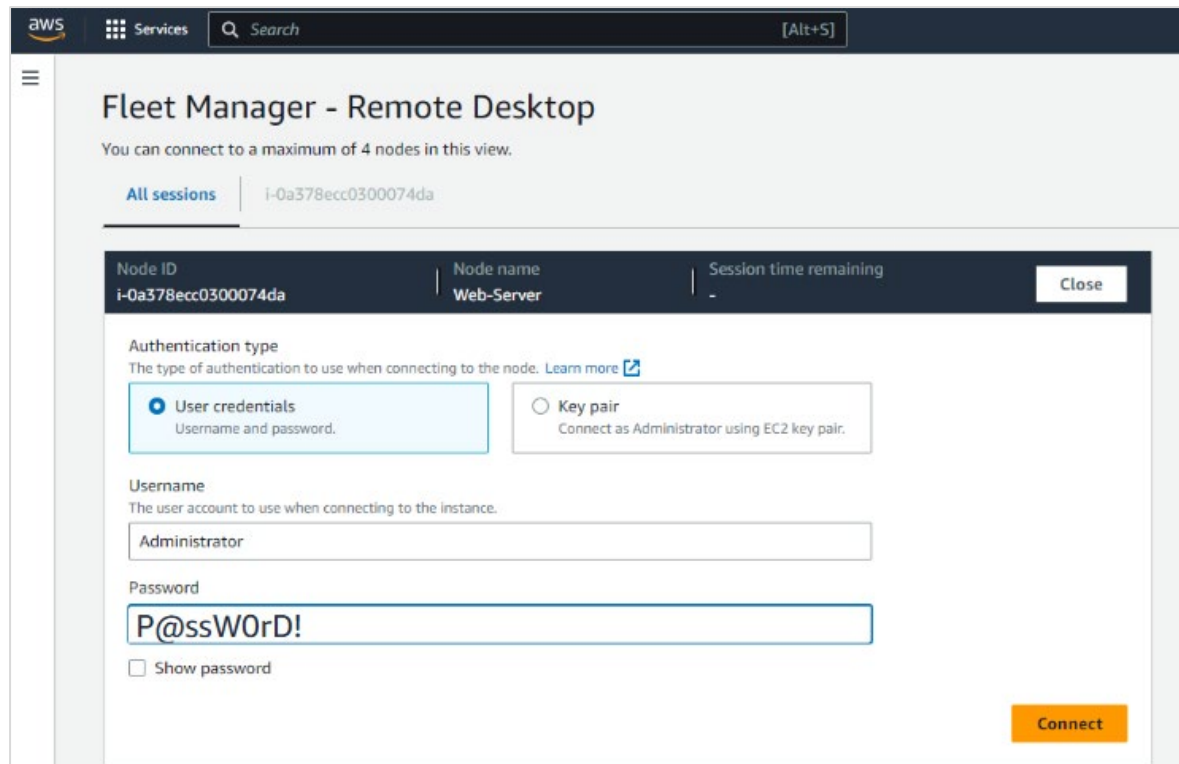 aws Services Search [Alt+S]
Fleet Manager - Remote Desktop
You can connect to a maximum of 4 nodes in this view.
All sessions i-0a378ecc0300074da
Node ID Node name Session time remaining
i-0a378ecc0300074da Web-Server -
Close
Authentication type
The type of authentication to use when connecting to the node. Learn more
User credentials Key pair
Username and password. Connect as Administrator using EC2 key pair.
Username
The user account to use when connecting to the instance.
Administrator
Password
P@ssW0rD!
Show password
Connect